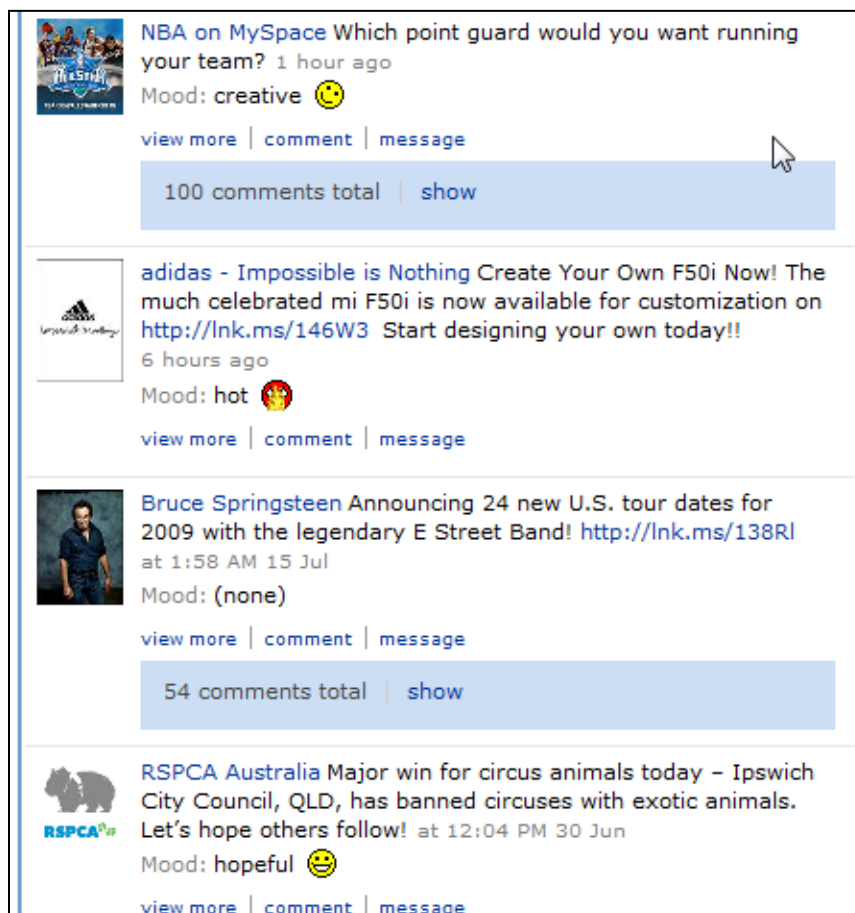 NBA on MySpace Which point guard would you want running
your team? 1 hour ago
Mood: creative
view more | comment | message
100 comments total | show
adidas - Impossible is Nothing Create Your Own F50i Now! The
much celebrated mi F50i is now available for customization on
http://lnk.ms/146W3 Start designing your own today!!
6 hours ago
Mood: hot
view more | comment | message
adidas
Bruce Springsteen Announcing 24 new U.S. tour dates for
2009 with the legendary E Street Band! http://lnk.ms/138Rl
at 1:58 AM 15 Jul
Mood: (none)
view more | comment | message
54 comments total | show
RSPCA Australia Major win for circus animals today – Ipswich
City Council, QLD, has banned circuses with exotic animals.
Let's hope others follow! at 12:04 PM 30 Jun
RSPCA
Mood: hopeful
view more | comment | message